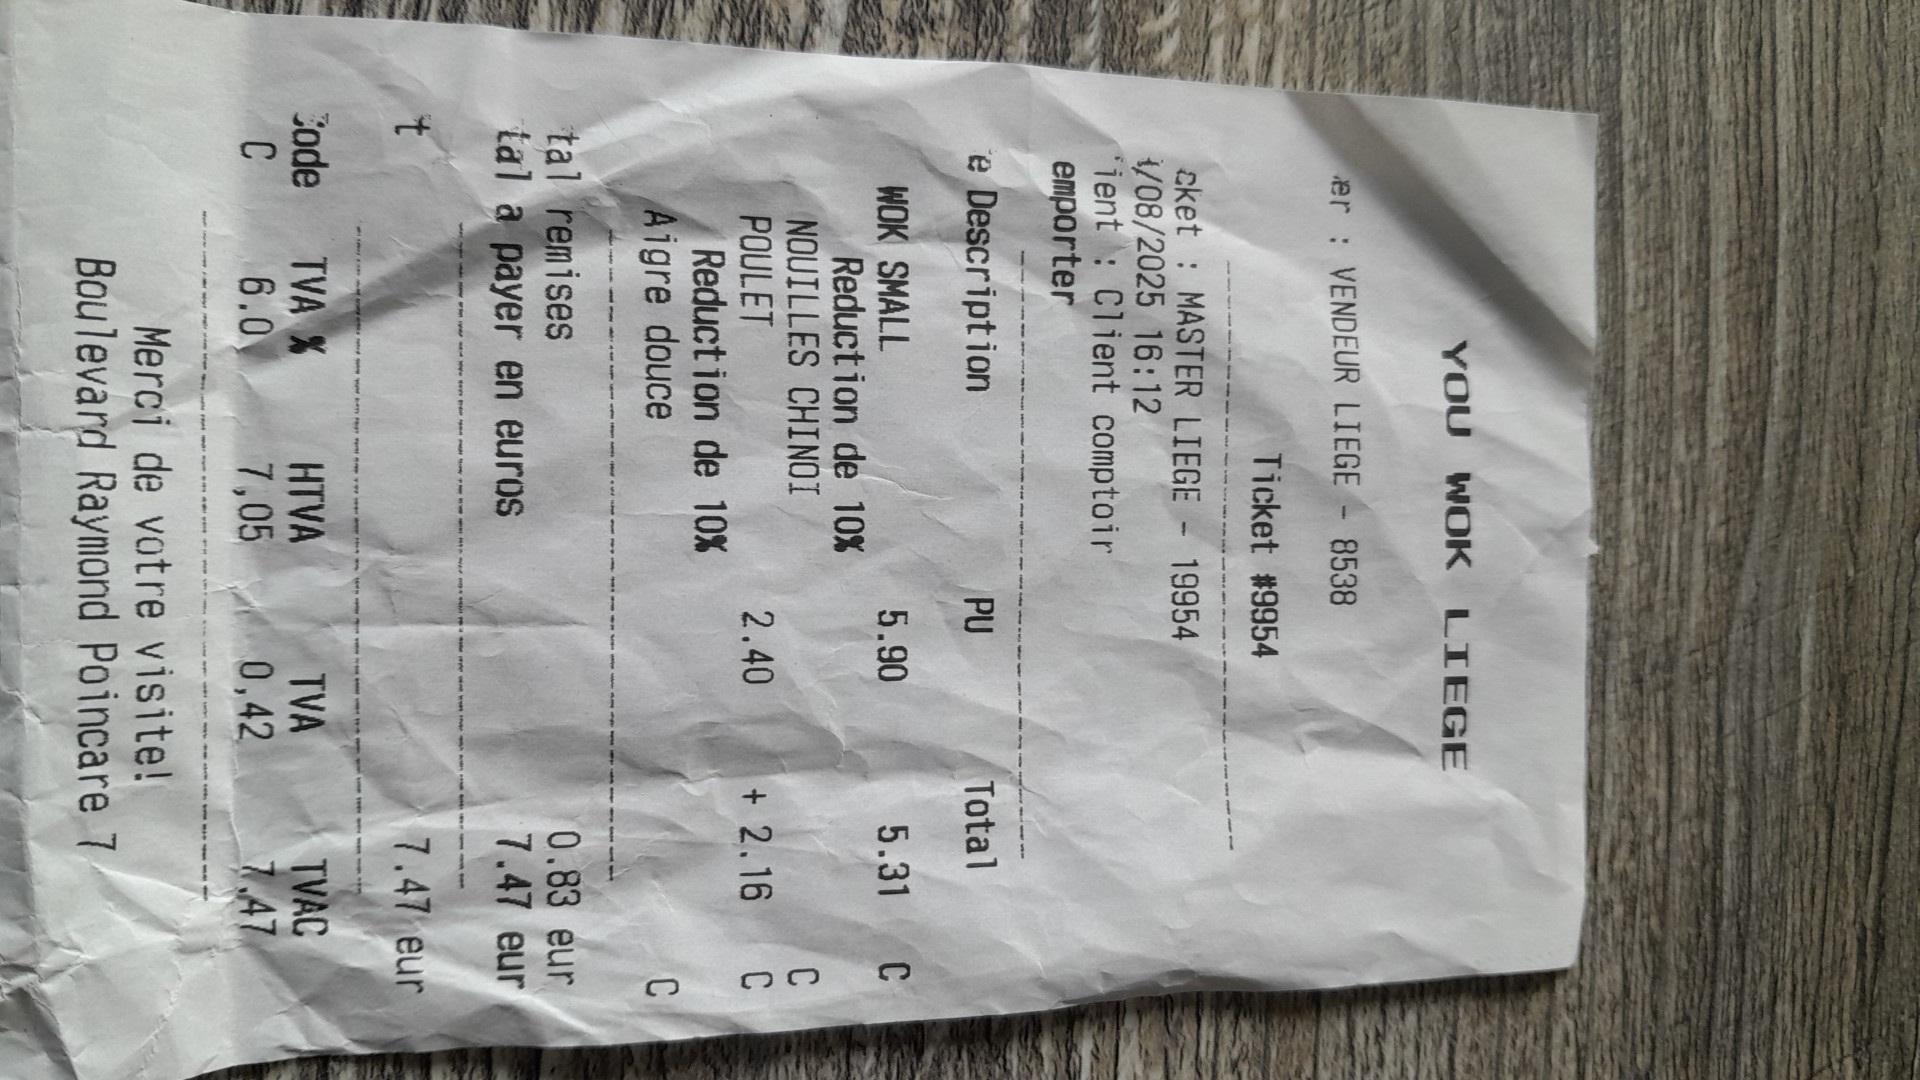 YOU WOK LIEGE
er : VENDEUR LIEGE - 8538
Ticket #9954
cket : MASTER LIEGE - 19954
/08/2025 16:12
ient : Client comptoir
emporter
e Description PU Total
WOK SMALL 5.90 5.31 C
Reduction de 10%
NOUILLES CHINOI C
POULET 2.40 + 2.16 C
Reduction de 10%
Aigre douce C
tal remises 0.83 eur
tal a payer en euros 7.47 eur
t 7.47 eur
Code TVA % HTVA TVA TVAC
C 6.0 7,05 0,42 7,47
Merci de votre visite!
Boulevard Raymond Poincare 7